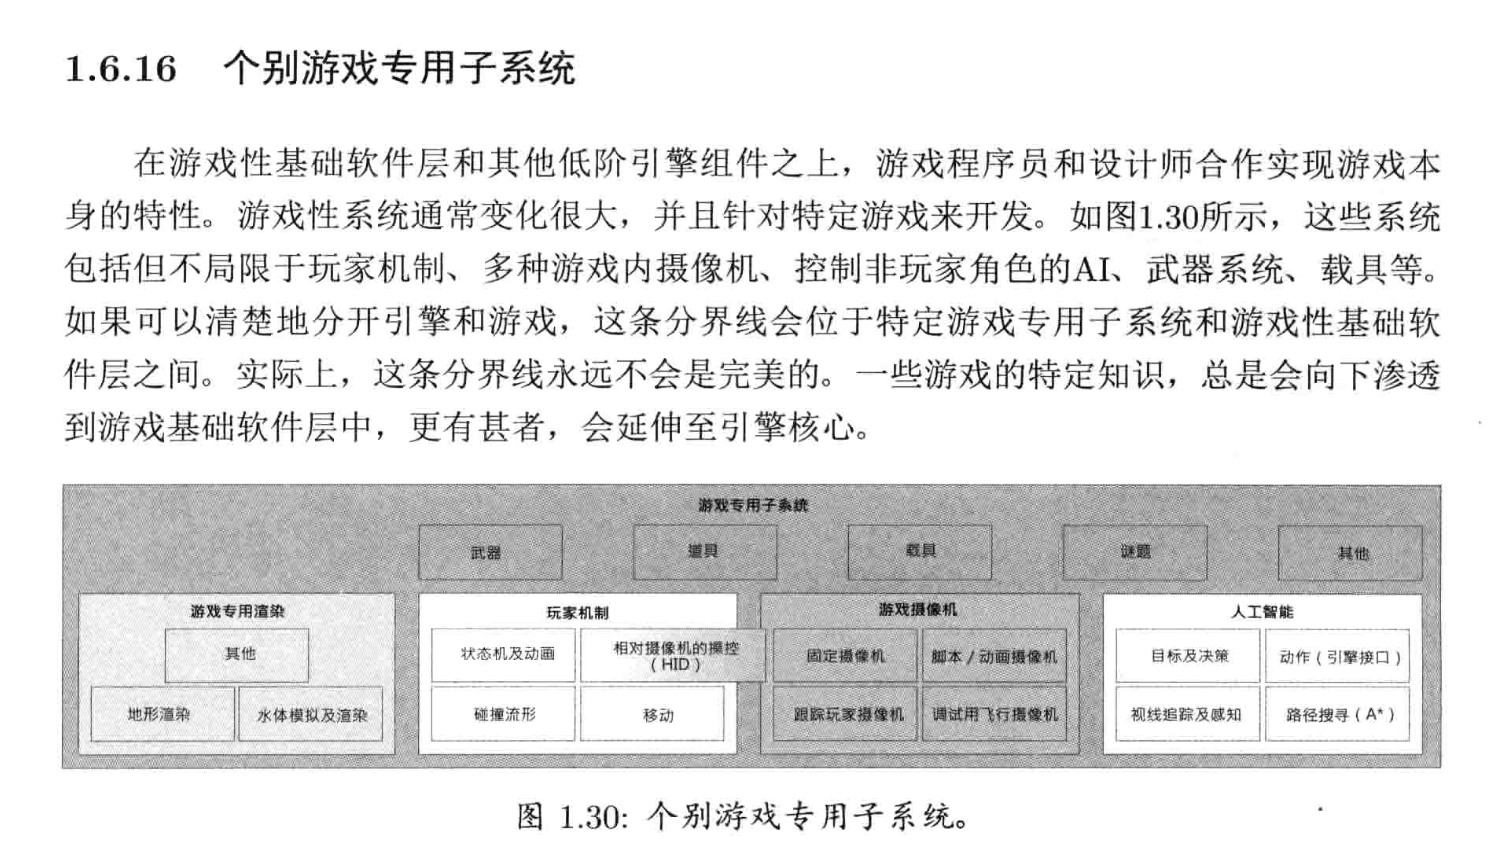 1.6.16 个别游戏专用子系统
在游戏性基础软件层和其他低阶引擎组件之上，游戏程序员和设计师合作实现游戏本
身的特性。游戏性系统通常变化很大，并且针对特定游戏来开发。如图1.30所示，这些系统
包括但不局限于玩家机制、多种游戏内摄像机、控制非玩家角色的AI、武器系统、载具等。
如果可以清楚地分开引擎和游戏，这条分界线会位于特定游戏专用子系统和游戏性基础软
件层之间。实际上，这条分界线永远不会是完美的。一些游戏的特定知识，总是会向下渗透
到游戏基础软件层中，更有甚者，会延伸至引擎核心。
游戏专用子系统
武器
道具
载具
谜题
其他
游戏专用渲染
其他
地形渲染
水体模拟及渲染
玩家机制
状态机及动画
相对摄像机的操控
（HID）
碰撞流形
移动
游戏摄像机
固定摄像机
脚本/动画摄像机
跟踪玩家摄像机
调试用飞行摄像机
人工智能
目标及决策
动作（引擎接口）
视线追踪及感知
路径搜寻（A*）
图 1.30: 个别游戏专用子系统。